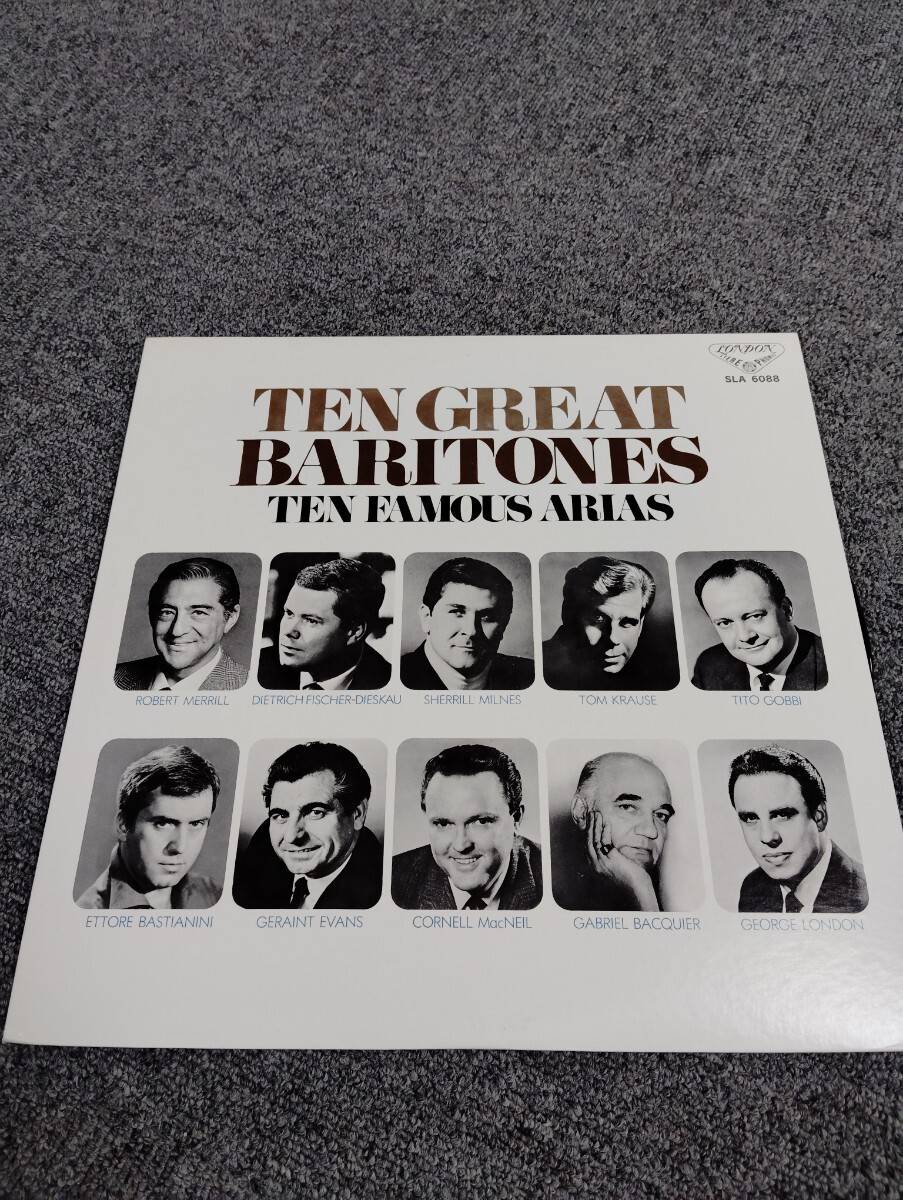 LONDON
SLA 6088
TEN GREAT
BARITONES
TEN FAMOUS ARIAS
ROBERT MERRILL
DIETRICH FISCHER-DIESKAU
SHERRILL MILNES
TOM KRAUSE
TITO GOBBI
ETTORE BASTIANINI
GERAINT EVANS
CORNELL MacNEIL
GABRIEL BACQUIER
GEORGE LONDON